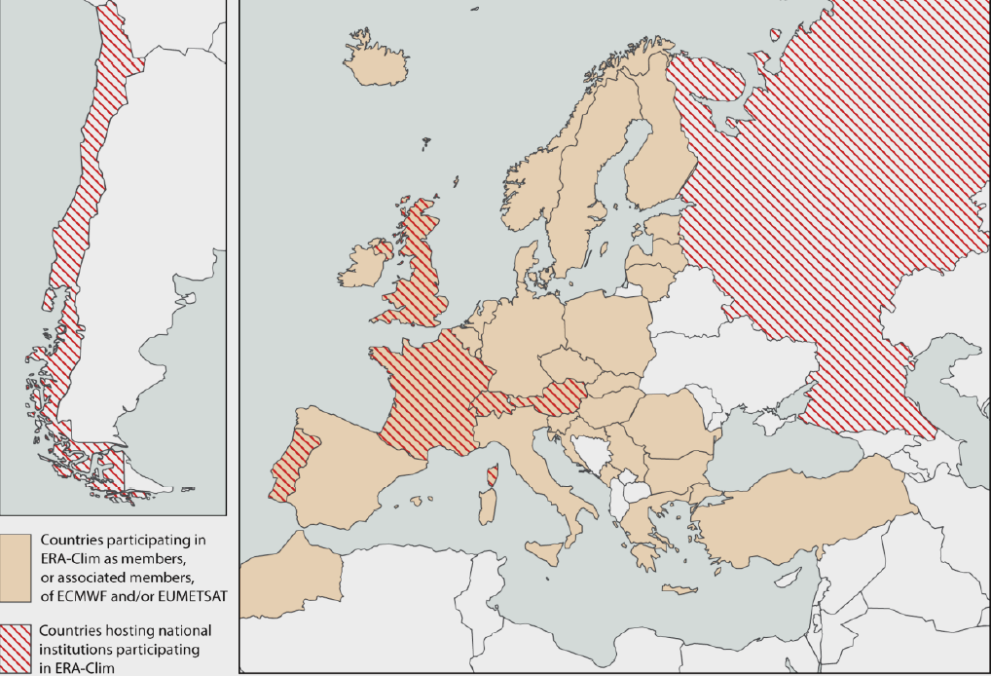 Countries participating in
ERA-Clim as members,
or associated members,
of ECMWF and/or EUMETSAT
Countries hosting national
institutions participating
in ERA-Clim